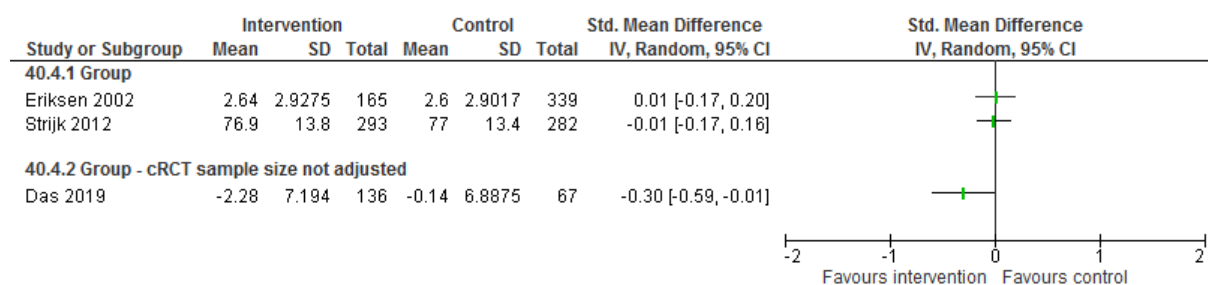 Intervention Control Std. Mean Difference Std. Mean Difference
Study or Subgroup Mean SD Total Mean SD Total IV, Random, 95% CI IV, Random, 95% CI
40.4.1 Group
Eriksen 2002 2.64 2.9275 165 2.6 2.9017 339 0.01 [-0.17, 0.20]
Strijk 2012 76.9 13.8 293 77 13.4 282 -0.01 [-0.17, 0.16]
40.4.2 Group - cRCT sample size not adjusted
Das 2019 -2.28 7.194 136 -0.14 6.8875 67 -0.30 [-0.59, -0.01]
-2 -1 0 1 2
Favours intervention Favours control